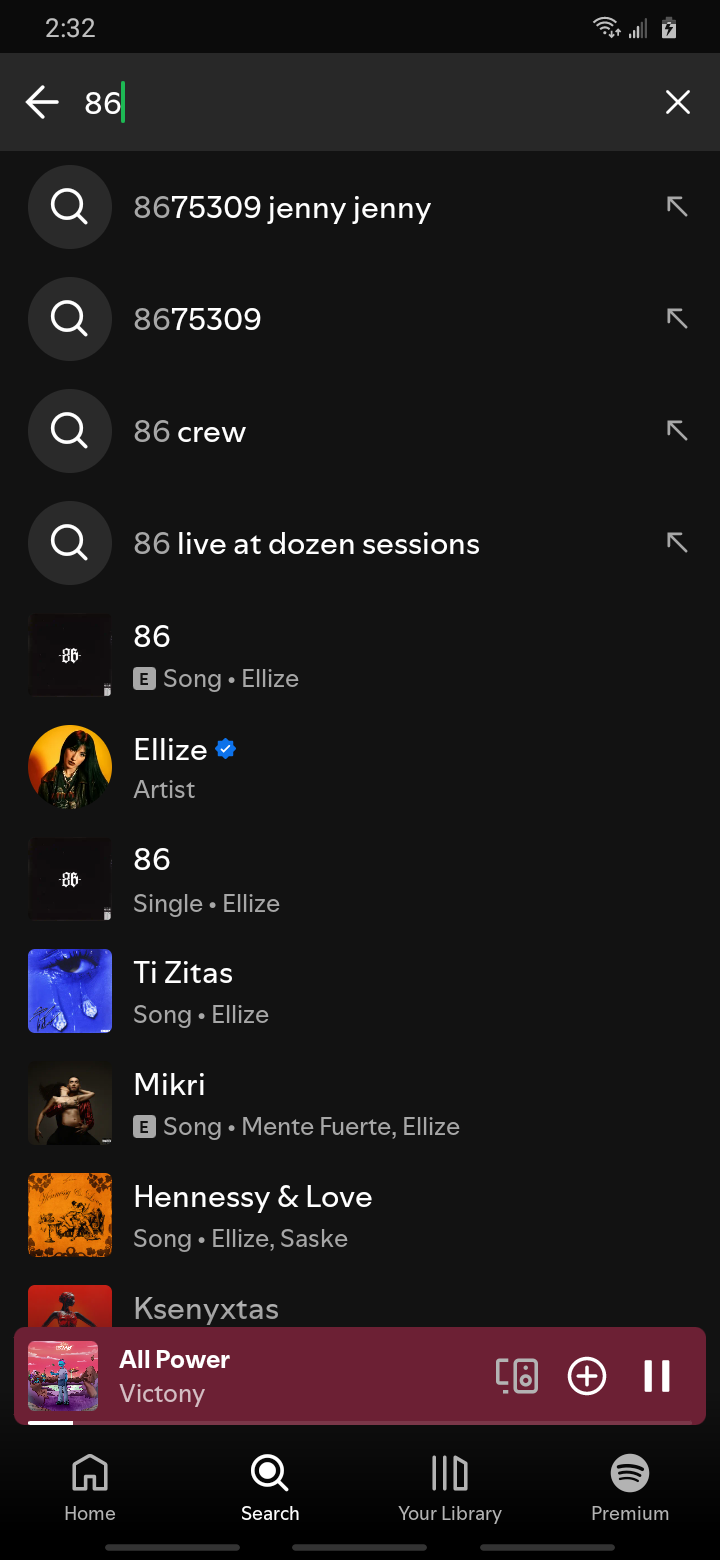 2:32
86
8675309 jenny jenny
8675309
86 crew
86 live at dozen sessions
86
86
E Song • Ellize
Ellize
Artist
86
86
Single • Ellize
Ti Zitas
Song • Ellize
Mikri
E Song • Mente Fuerte, Ellize
Hennessy & Love
Song • Ellize, Saske
Ksenyxtas
All Power
Victony
Home
Search
Your Library
Premium